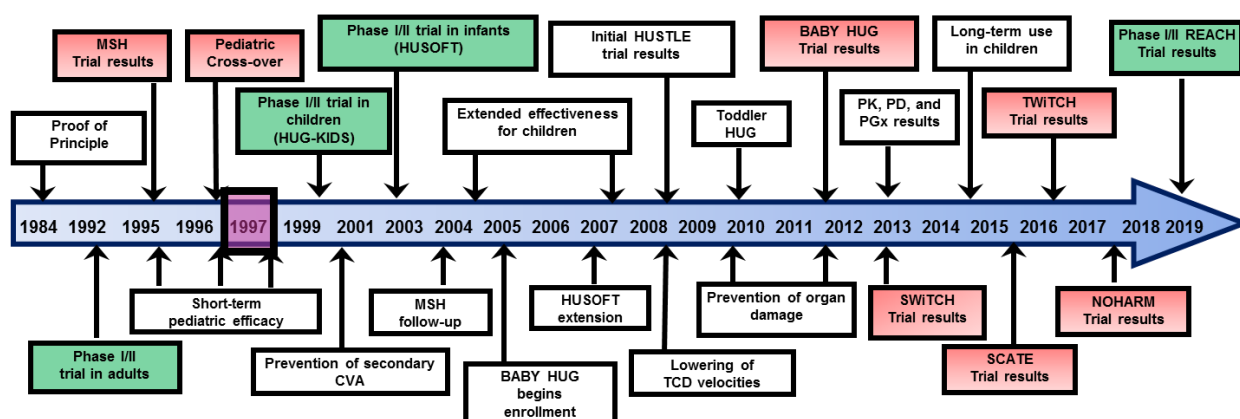 Proof of
Principle
MSH
Trial results
Pediatric
Cross-over
Phase I/II trial in
children
(HUG-KIDS)
Phase I/II trial in infants
(HUSOFT)
Extended effectiveness
for children
Initial HUSTLE
trial results
Toddler
HUG
BABY HUG
Trial results
PK, PD, and
PGx results
Long-term use
in children
TWiTCH
Trial results
Phase I/II REACH
Trial results
1984 1992 1995 1996 1997 1999 2001 2003 2004 2005 2006 2007 2008 2009 2010 2011 2012 2013 2014 2015 2016 2017 2018 2019
Phase I/II
trial in adults
Short-term
pediatric efficacy
Prevention of secondary
CVA
MSH
follow-up
BABY HUG
begins
enrollment
HUSOFT
extension
Lowering of
TCD velocities
Prevention of organ
damage
SWiTCH
Trial results
SCATE
Trial results
NOHARM
Trial results